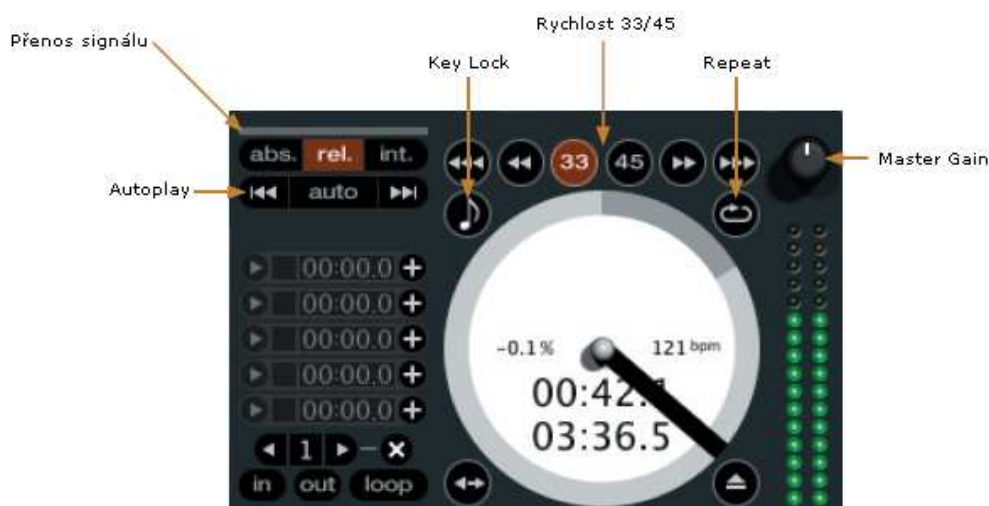 Rychlost 33/45
Přenos signálu
Key Lock
Repeat
abs. rel. int.
33 45
Master Gain
Autoplay
auto
00:00.0
00:00.0
00:00.0
00:00.0
00:00.0
-0.1% 121 bpm
00:42.
03:36.5
1
in out loop